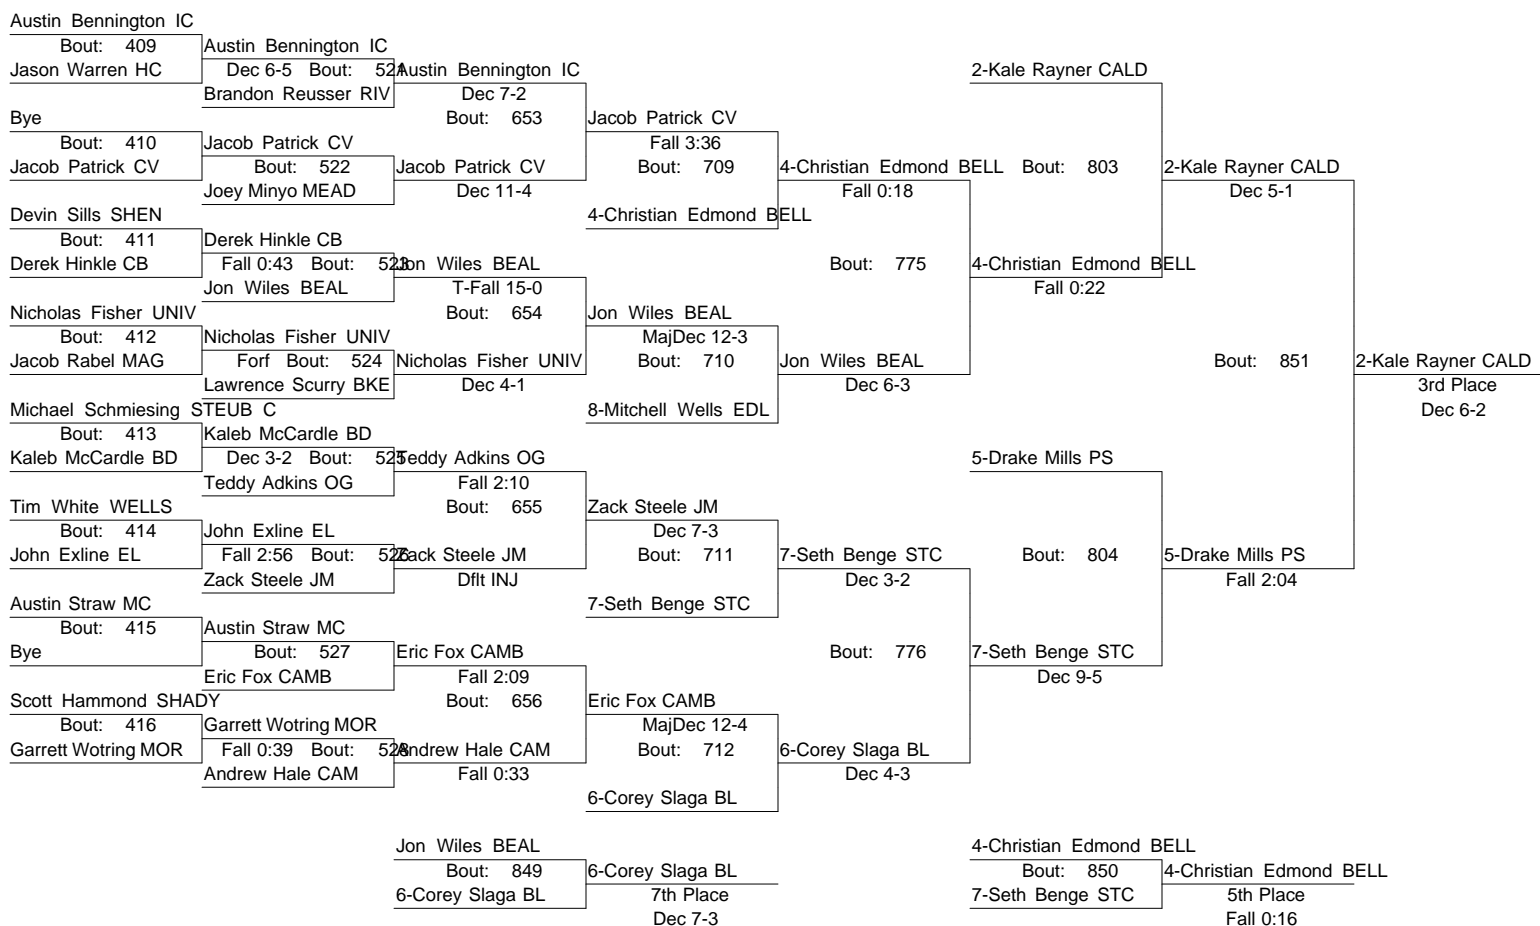 Austin Bennington IC
Bout: 409
Jason Warren HC
Bye
Bout: 410
Jacob Patrick CV
Devin Sills SHEN
Bout: 411
Derek Hinkle CB
Nicholas Fisher UNIV
Bout: 412
Jacob Rabel MAG
Michael Schmiesing STEUB C
Bout: 413
Kaleb McCardle BD
Tim White WELLS
Bout: 414
John Exline EL
Austin Straw MC
Bout: 415
Bye
Scott Hammond SHADY
Bout: 416
Garrett Wotring MOR
Austin Bennington IC
Dec 6-5 Bout: 521
Brandon Reusser RIV
Jacob Patrick CV
Bout: 522
Joey Minyo MEAD
Derek Hinkle CB
Fall 0:43 Bout: 523
Jon Wiles BEAL
Nicholas Fisher UNIV
Forf Bout: 524
Lawrence Scurry BKE
Kaleb McCardle BD
Dec 3-2 Bout: 525
Teddy Adkins OG
John Exline EL
Fall 2:56 Bout: 526
Zack Steele JM
Austin Straw MC
Bout: 527
Eric Fox CAMB
Garrett Wotring MOR
Fall 0:39 Bout: 528
Andrew Hale CAM
Austin Bennington IC
Dec 7-2
Bout: 653
Jacob Patrick CV
Dec 11-4
Jon Wiles BEAL
T-Fall 15-0
Bout: 654
Nicholas Fisher UNIV
Dec 4-1
Teddy Adkins OG
Fall 2:10
Bout: 655
Zack Steele JM
Dflt INJ
Eric Fox CAMB
Fall 2:09
Bout: 656
Andrew Hale CAM
Fall 0:33
Jacob Patrick CV
Fall 3:36
Bout: 709
4-Christian Edmond BELL
Jon Wiles BEAL
MajDec 12-3
Bout: 710
8-Mitchell Wells EDL
Zack Steele JM
Dec 7-3
Bout: 711
7-Seth Benge STC
Eric Fox CAMB
MajDec 12-4
Bout: 712
6-Corey Slaga BL
4-Christian Edmond BELL
Fall 0:18
Bout: 775
Jon Wiles BEAL
Dec 6-3
7-Seth Benge STC
Dec 3-2
Bout: 776
6-Corey Slaga BL
Dec 4-3
2-Kale Rayner CALD
Bout: 803
4-Christian Edmond BELL
Fall 0:22
5-Drake Mills PS
Bout: 804
7-Seth Benge STC
Dec 9-5
2-Kale Rayner CALD
Dec 5-1
Bout: 851
5-Drake Mills PS
Fall 2:04
2-Kale Rayner CALD
3rd Place
Dec 6-2
Jon Wiles BEAL
Bout: 849
6-Corey Slaga BL
6-Corey Slaga BL
7th Place
Dec 7-3
4-Christian Edmond BELL
Bout: 850
7-Seth Benge STC
4-Christian Edmond BELL
5th Place
Fall 0:16